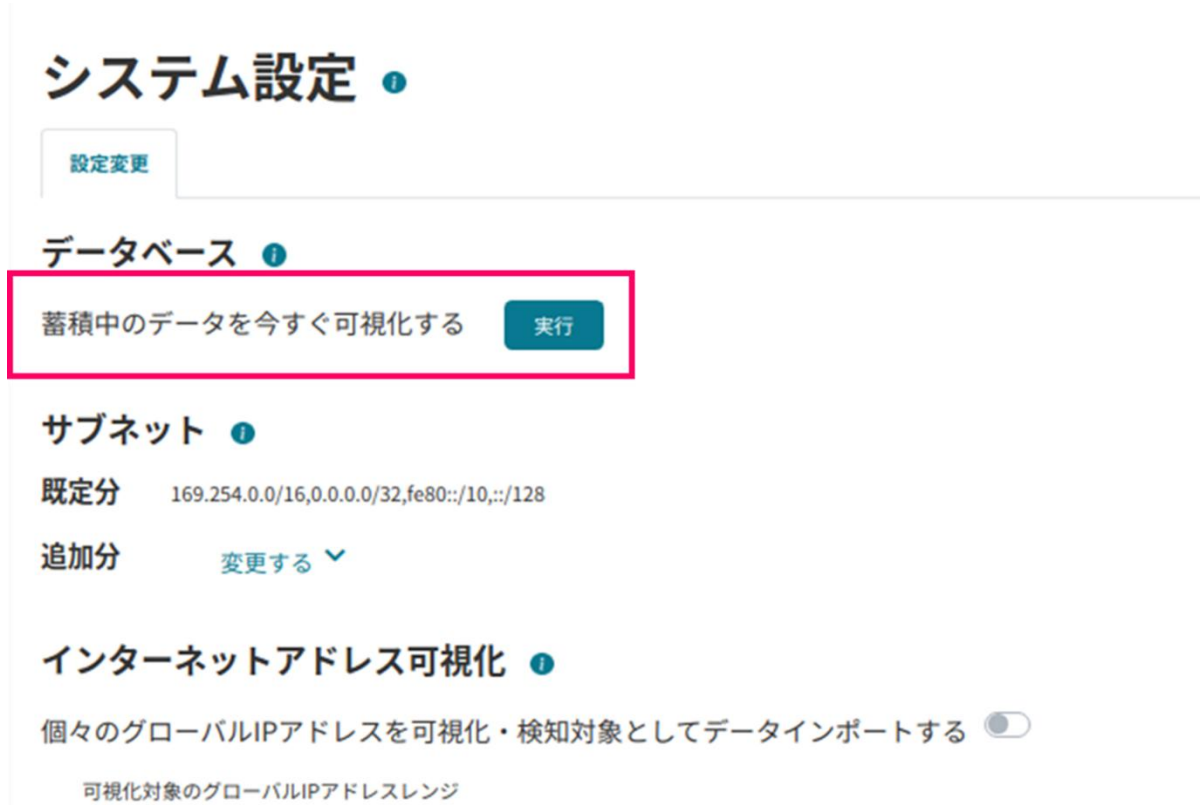 システム設定
設定変更
データベース
蓄積中のデータを今すぐ可視化する 実行
サブネット
既定分 169.254.0.0/16,0.0.0.0/32,fe80::/10,::/128
追加分 変更する
インターネットアドレス可視化
個々のグローバルIPアドレスを可視化・検知対象としてデータインポートする
可視化対象のグローバルIPアドレスレンジ